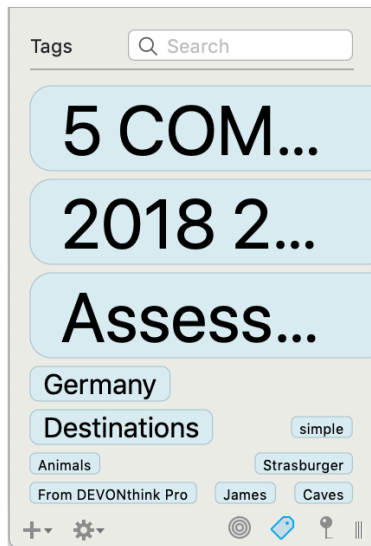 Tags Search
5 COM...
2018 2...
Assess...
Germany
Destinations simple
Animals Strasburger
From DEVONthink Pro James Caves